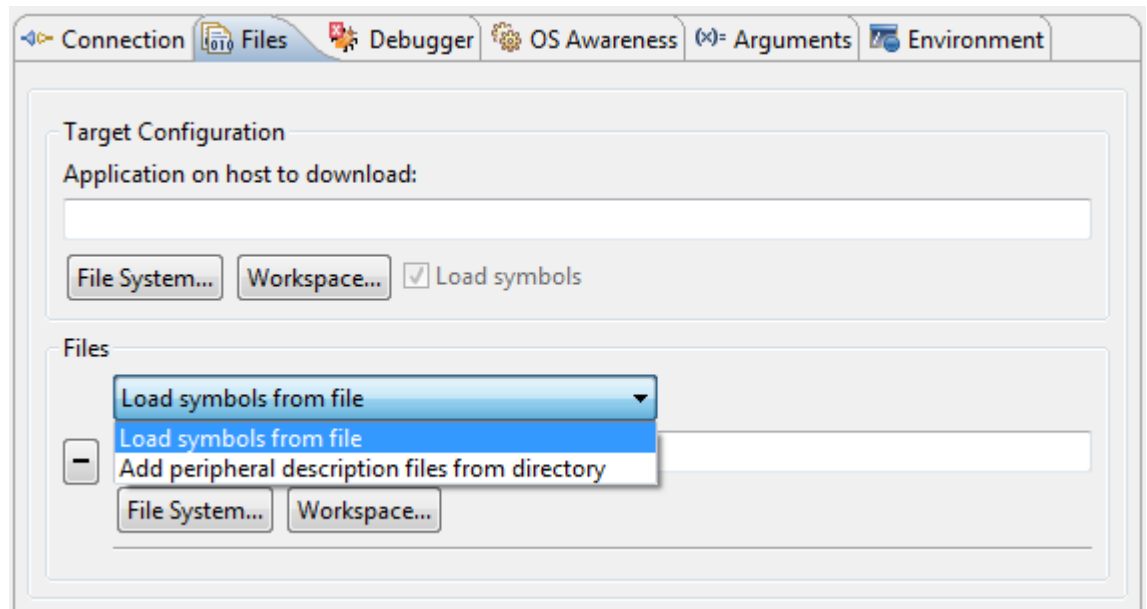 Connection Files Debugger OS Awareness (x)= Arguments Environment
Target Configuration
Application on host to download:
File System... Workspace... Load symbols
Files
Load symbols from file
Load symbols from file
Add peripheral description files from directory
File System... Workspace...